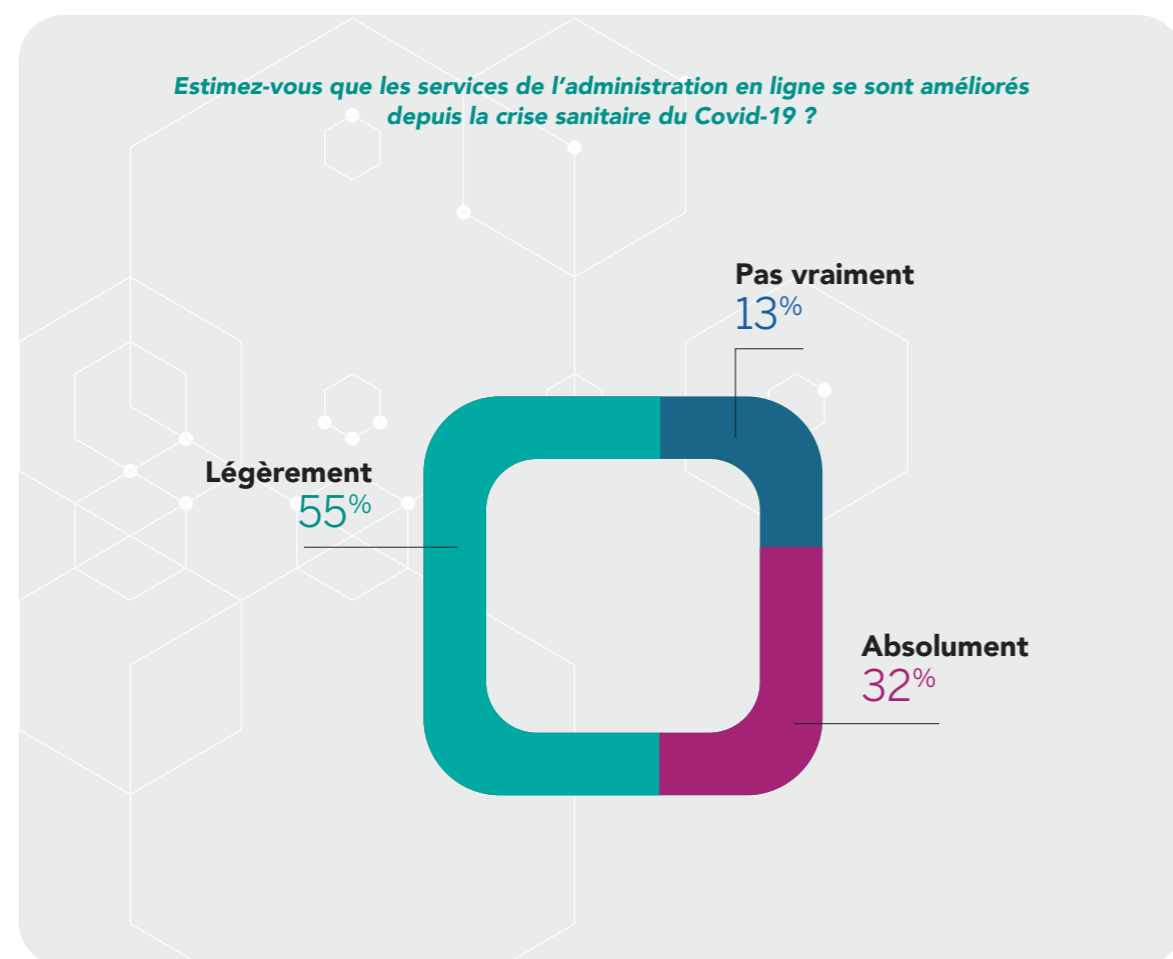 Estimez-vous que les services de l’administration en ligne se sont améliorés
depuis la crise sanitaire du Covid-19 ?
Pas vraiment
13%
Légèrement
55%
Absolument
32%